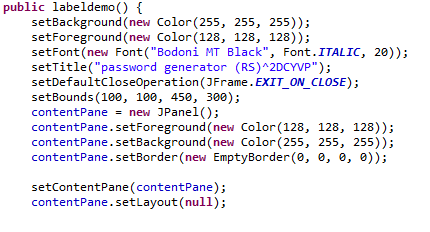 public labeldemo() {
setBackground(new Color(255, 255, 255));
setForeground(new Color(128, 128, 128));
setFont(new Font("Bodoni MT Black", Font.ITALIC, 20));
setTitle("password generator (RS)^2DCYVP");
setDefaultCloseOperation(JFrame.EXIT_ON_CLOSE);
setBounds(100, 100, 450, 300);
contentPane = new JPanel();
contentPane.setForeground(new Color(128, 128, 128));
contentPane.setBackground(new Color(255, 255, 255));
contentPane.setBorder(new EmptyBorder(0, 0, 0, 0));
setContentPane(contentPane);
contentPane.setLayout(null);